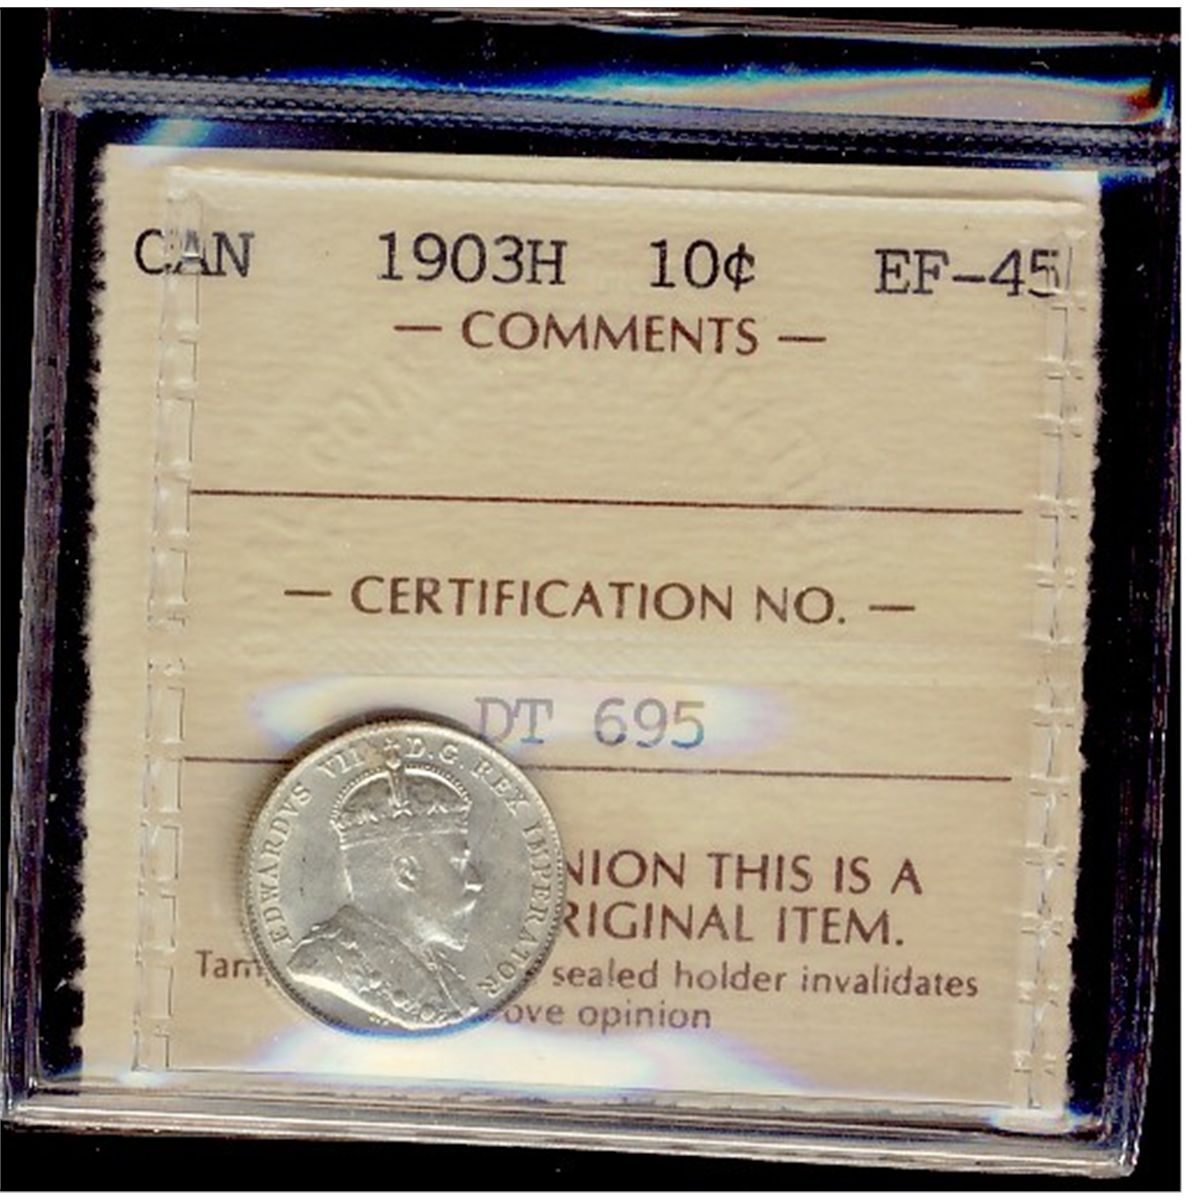 CAN 1903H 10¢ EF-45
— COMMENTS —
— CERTIFICATION NO. —
DT 695
EDWARDVS VII D.G. REX IMPERATOR
NION THIS IS A
RIGINAL ITEM.
Tam sealed holder invalidates
ove opinion